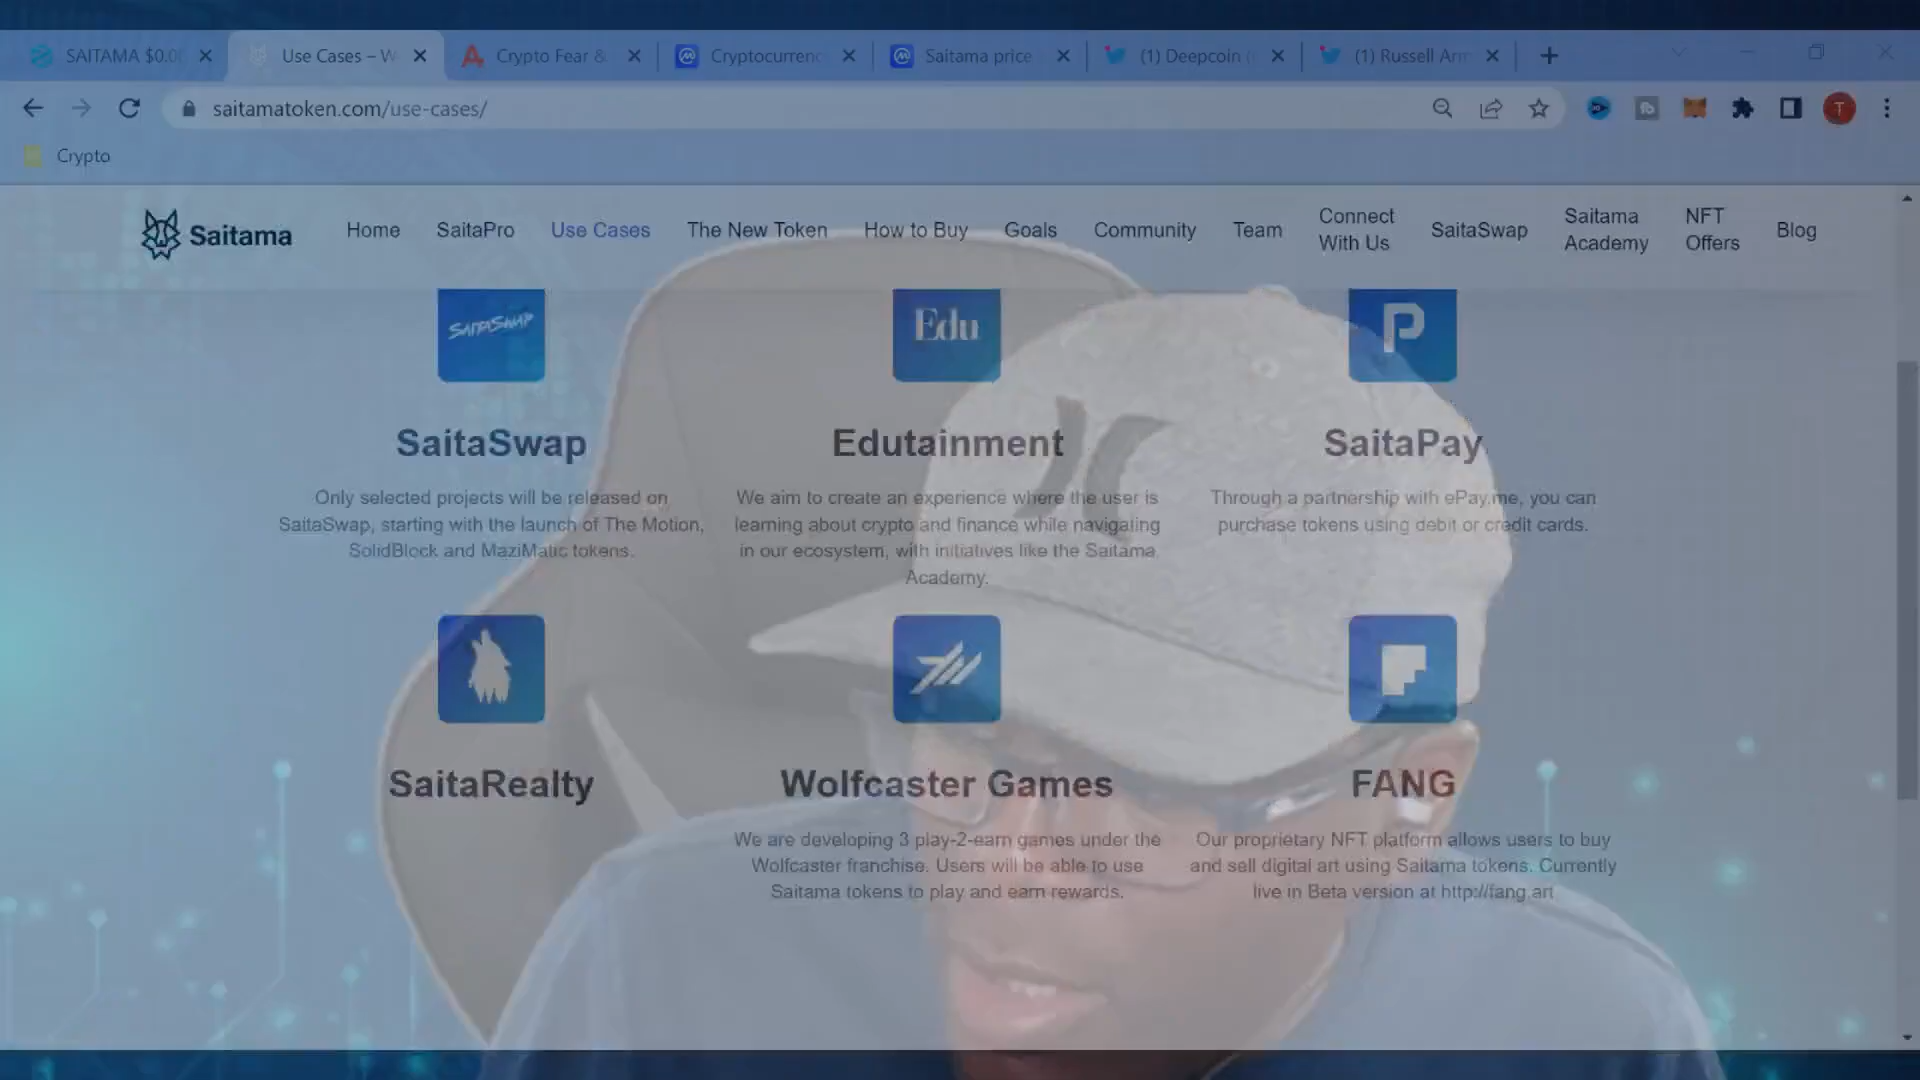 SAITAMA $0.00
Use Cases – W
Crypto Fear &
Cryptocurrenc
Saitama price
(1) Deepcoin (
(1) Russell Arm
saitamatoken.com/use-cases/
T
Crypto
Saitama
Home
SaitaPro
Use Cases
The New Token
How to Buy
Goals
Community
Team
Connect
With Us
SaitaSwap
Saitama
Academy
NFT
Offers
Blog
SAITASWAP
Edu
P
SaitaSwap
Only selected projects will be released on
SaitaSwap, starting with the launch of The Motion,
SolidBlock and MaziMatic tokens.
Edutainment
We aim to create an experience where the user is
learning about crypto and finance while navigating
in our ecosystem, with initiatives like the Saitama
Academy.
SaitaPay
Through a partnership with ePay.me, you can
purchase tokens using debit or credit cards.
SaitaRealty
Wolfcaster Games
We are developing 3 play-2-earn games under the
Wolfcaster franchise. Users will be able to use
Saitama tokens to play and earn rewards.
FANG
Our proprietary NFT platform allows users to buy
and sell digital art using Saitama tokens. Currently
live in Beta version at http://fang.art